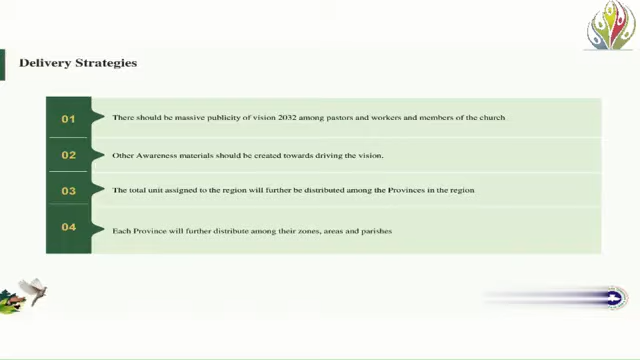 Delivery Strategies
01
There should be massive publicity of vision 2032 among pastors and workers and members of the church
02
Other Awareness materials should be created towards driving the vision.
03
The total unit assigned to the region will further be distributed among the Provinces in the region
04
Each Province will further distribute among their zones, areas and parishes